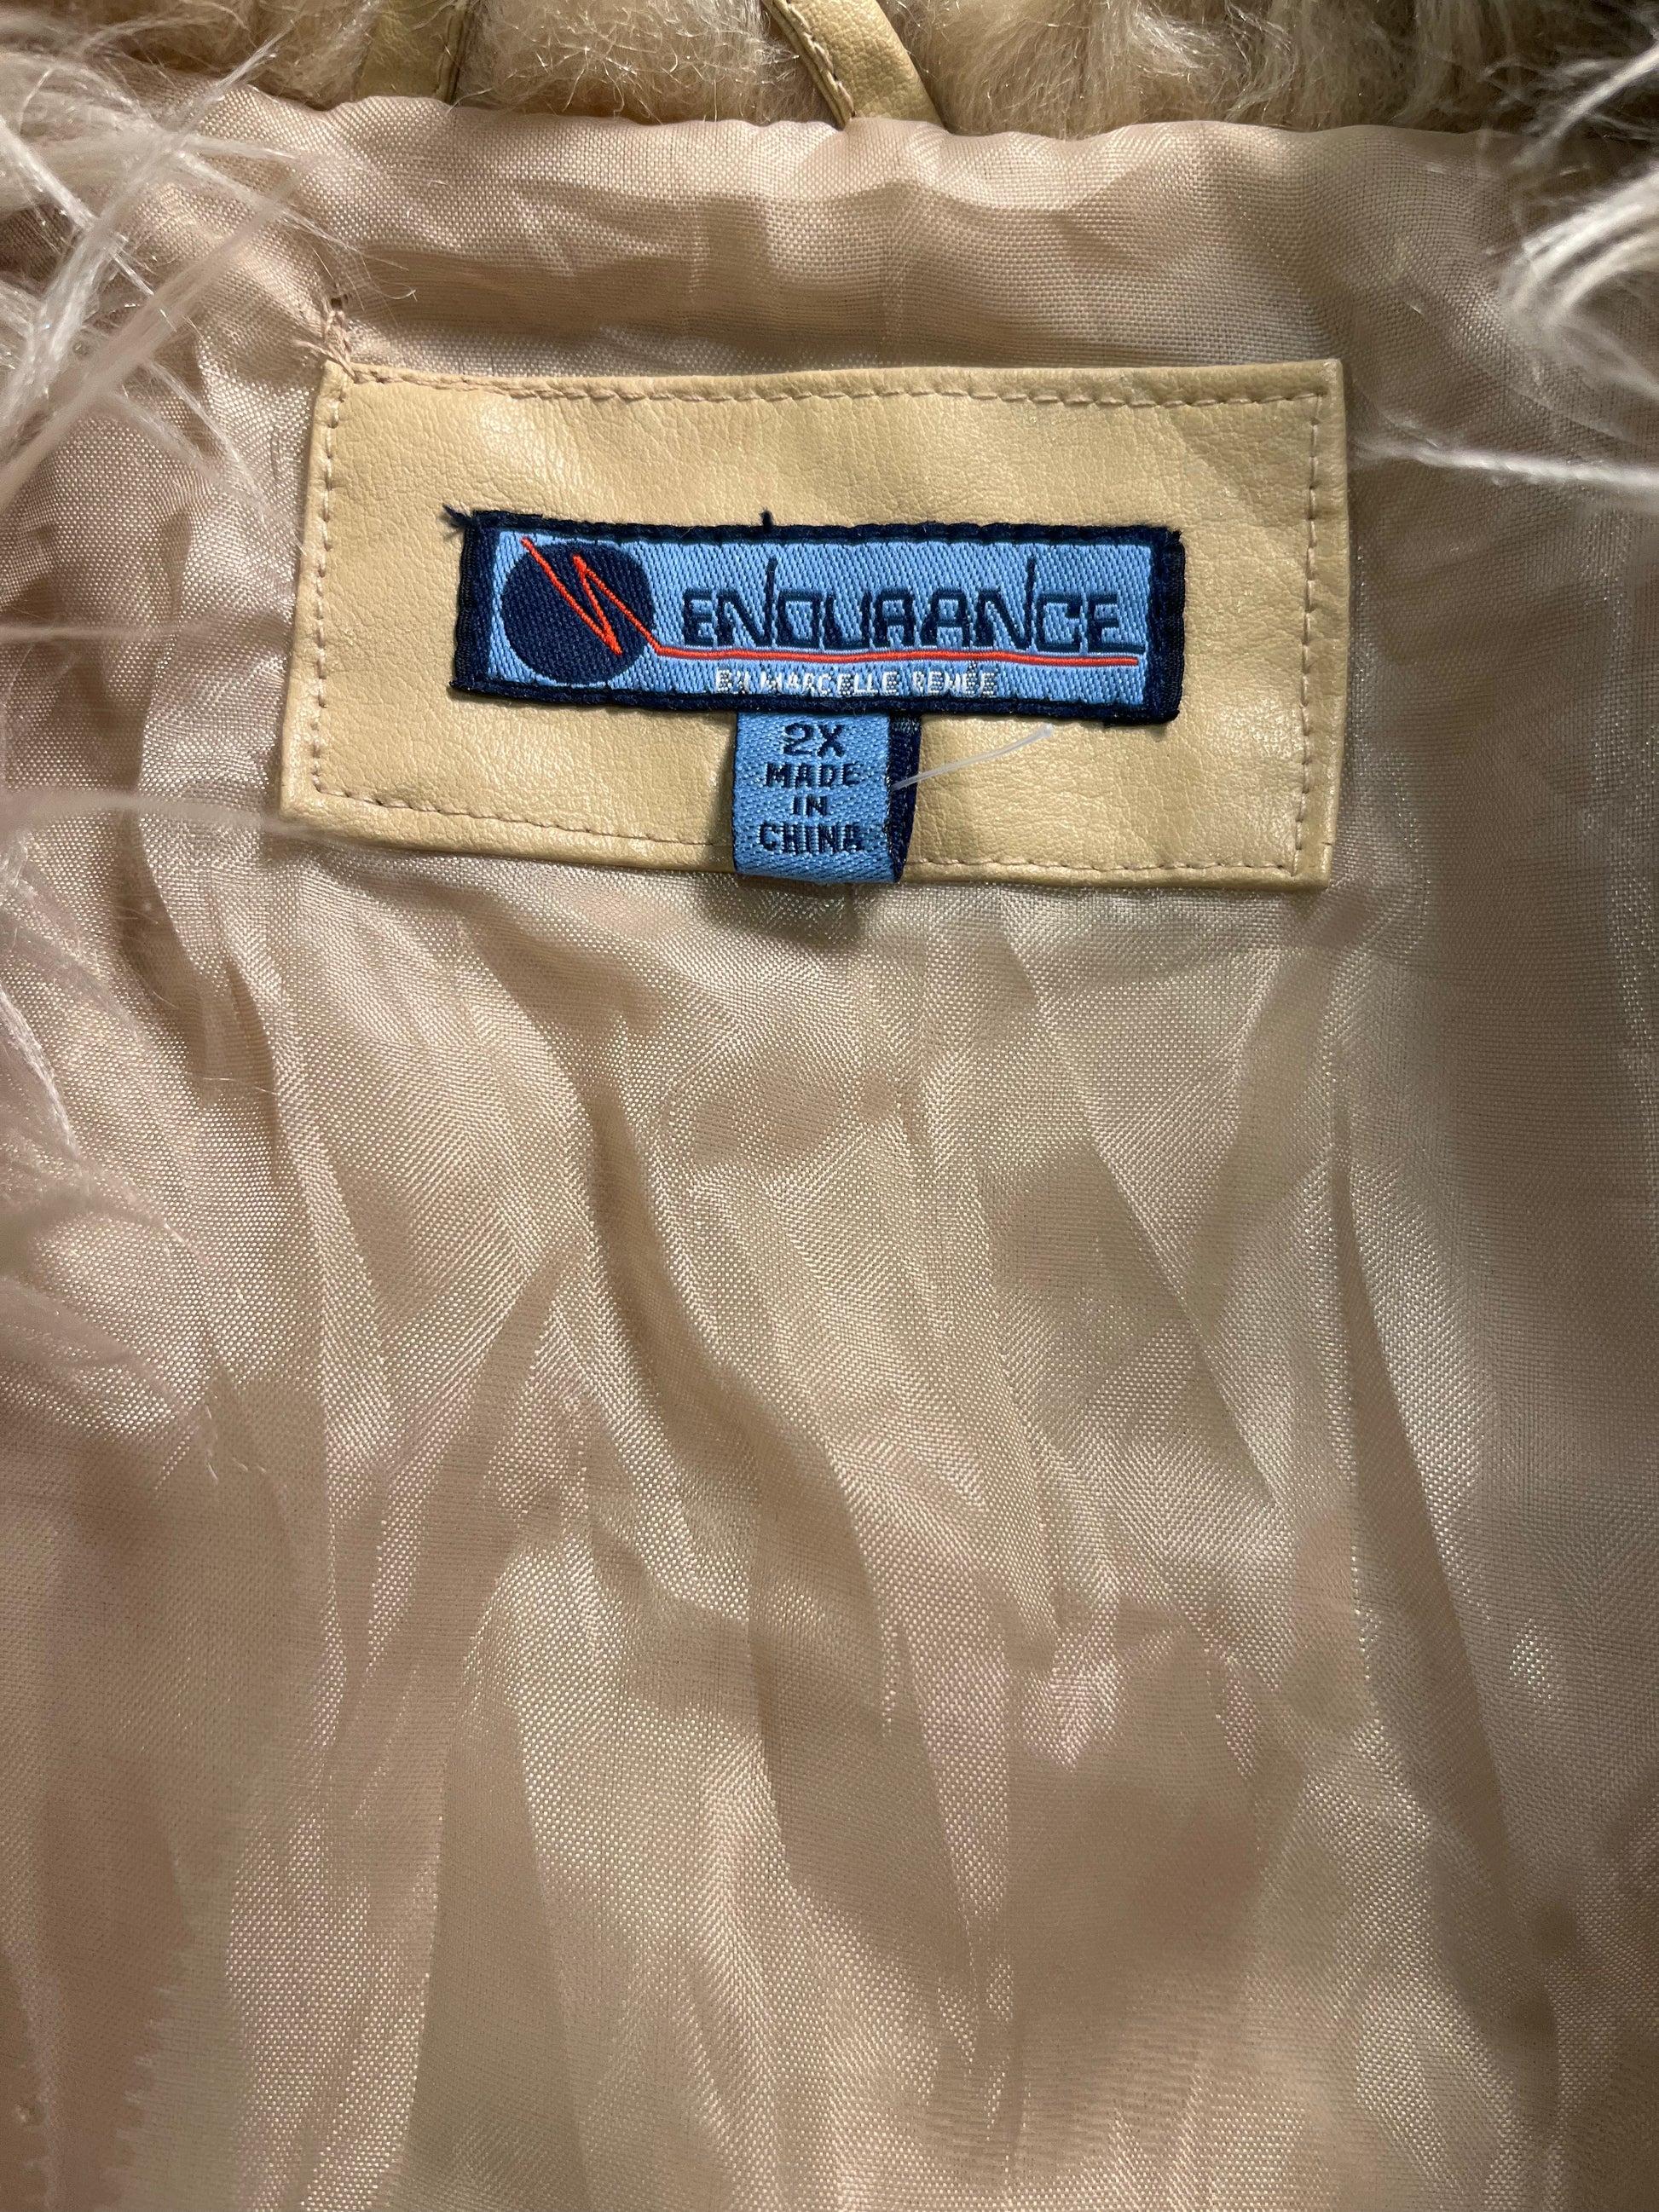 ENDURANCE
BY MARCELLE RENÉE
2X
MADE
IN
CHINA